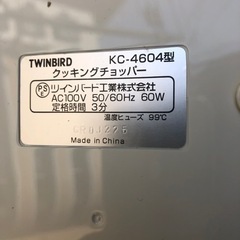 TWINBIRD KC-4604型
クッキングチョッパー
PS E ツインバード工業株式会社
AC100V 50/60Hz 60W
定格時間 3分
温度ヒューズ 99℃
Made in China